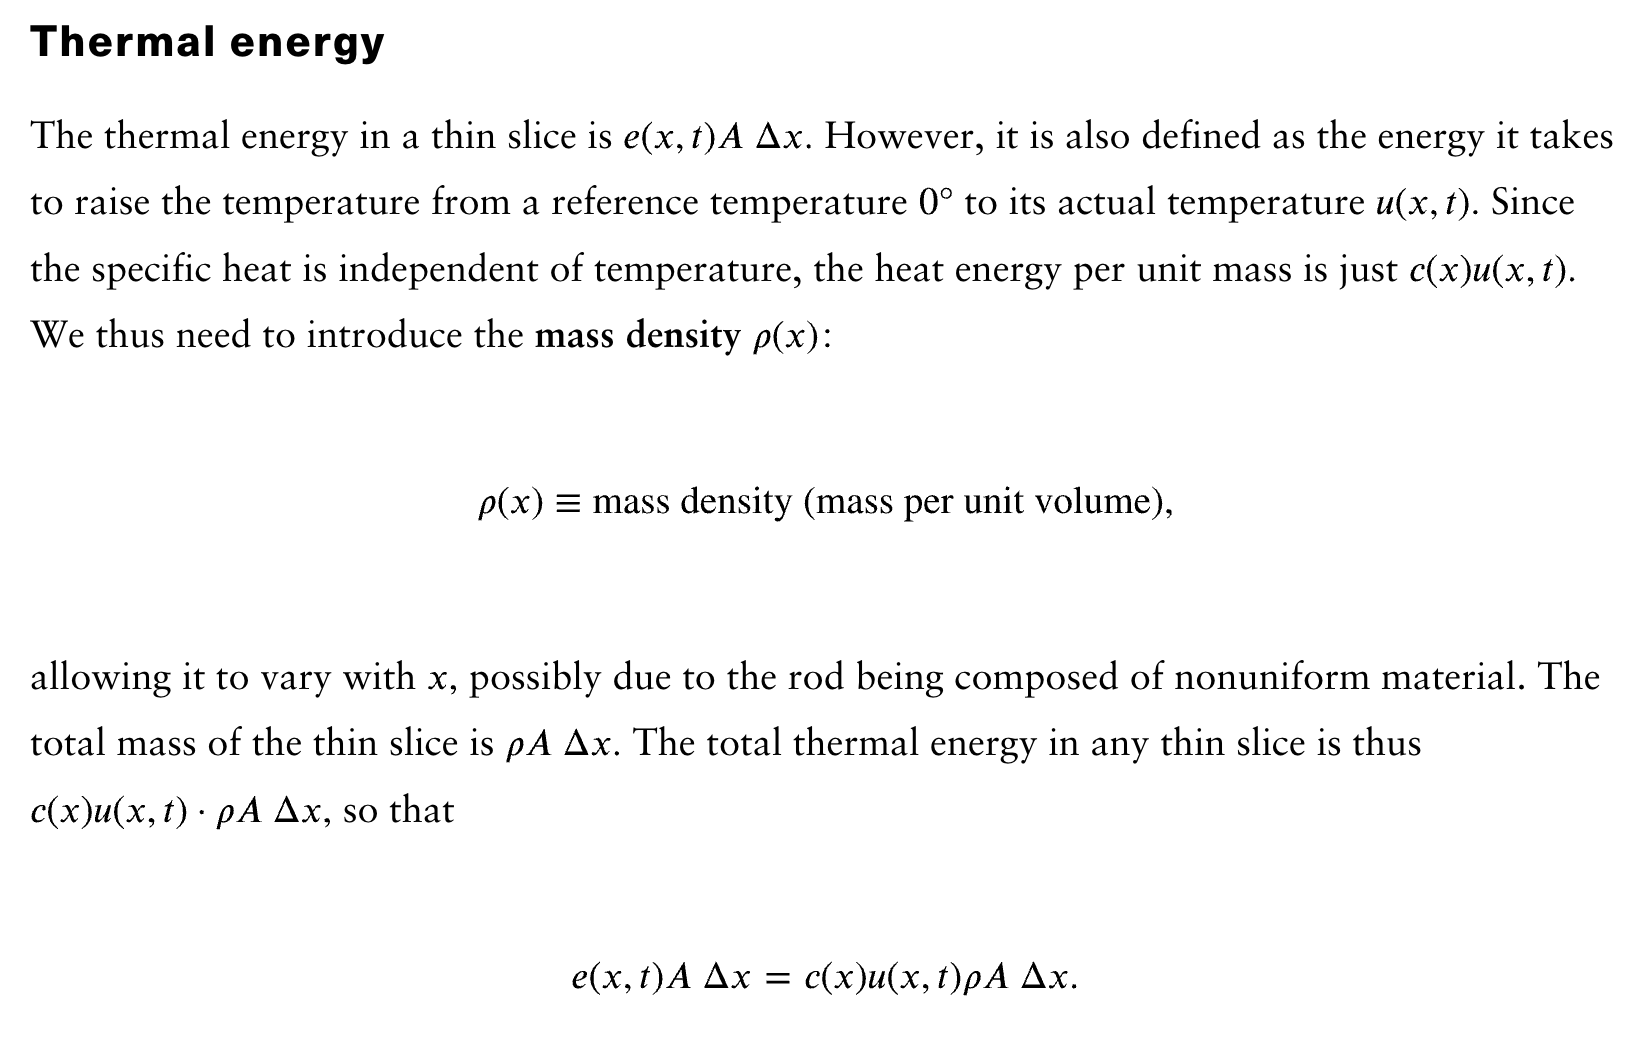 Thermal energy
The thermal energy in a thin slice is e(x, t)A Δx. However, it is also defined as the energy it takes
to raise the temperature from a reference temperature 0° to its actual temperature u(x, t). Since
the specific heat is independent of temperature, the heat energy per unit mass is just c(x)u(x, t).
We thus need to introduce the mass density ρ(x):
ρ(x) ≡ mass density (mass per unit volume),
allowing it to vary with x, possibly due to the rod being composed of nonuniform material. The
total mass of the thin slice is ρA Δx. The total thermal energy in any thin slice is thus
c(x)u(x, t) · ρA Δx, so that
e(x, t)A Δx = c(x)u(x, t)ρA Δx.